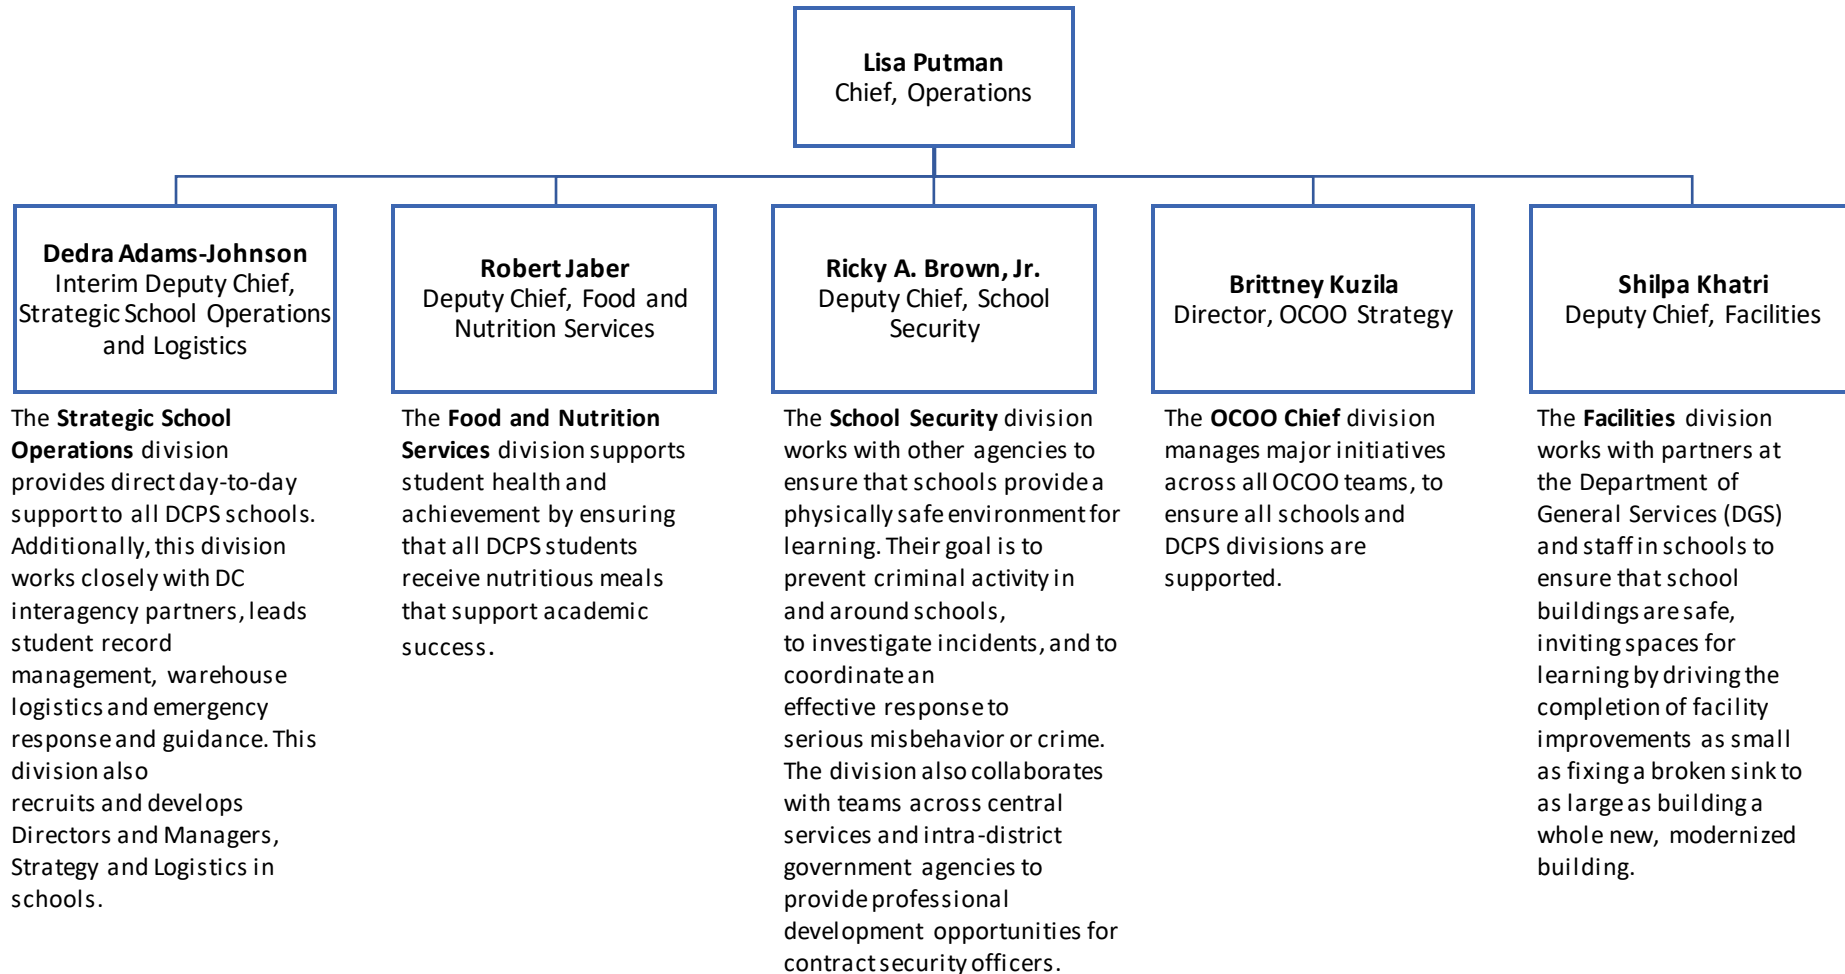 Lisa Putman
Chief, Operations
Dedra Adams-Johnson
Interim Deputy Chief,
Strategic School Operations
and Logistics
Robert Jaber
Deputy Chief, Food and
Nutrition Services
Ricky A. Brown, Jr.
Deputy Chief, School
Security
Brittney Kuzila
Director, OCOO Strategy
Shilpa Khatri
Deputy Chief, Facilities
The Strategic School
Operations division
provides direct day-to-day
support to all DCPS schools.
Additionally, this division
works closely with DC
interagency partners, leads
student record
management, warehouse
logistics and emergency
response and guidance. This
division also
recruits and develops
Directors and Managers,
Strategy and Logistics in
schools.
The Food and Nutrition
Services division supports
student health and
achievement by ensuring
that all DCPS students
receive nutritious meals
that support academic
success.
The School Security division
works with other agencies to
ensure that schools provide a
physically safe environment for
learning. Their goal is to
prevent criminal activity in
and around schools,
to investigate incidents, and to
coordinate an
effective response to
serious misbehavior or crime.
The division also collaborates
with teams across central
services and intra-district
government agencies to
provide professional
development opportunities for
contract security officers.
The OCOO Chief division
manages major initiatives
across all OCOO teams, to
ensure all schools and
DCPS divisions are
supported.
The Facilities division
works with partners at
the Department of
General Services (DGS)
and staff in schools to
ensure that school
buildings are safe,
inviting spaces for
learning by driving the
completion of facility
improvements as small
as fixing a broken sink to
as large as building a
whole new, modernized
building.